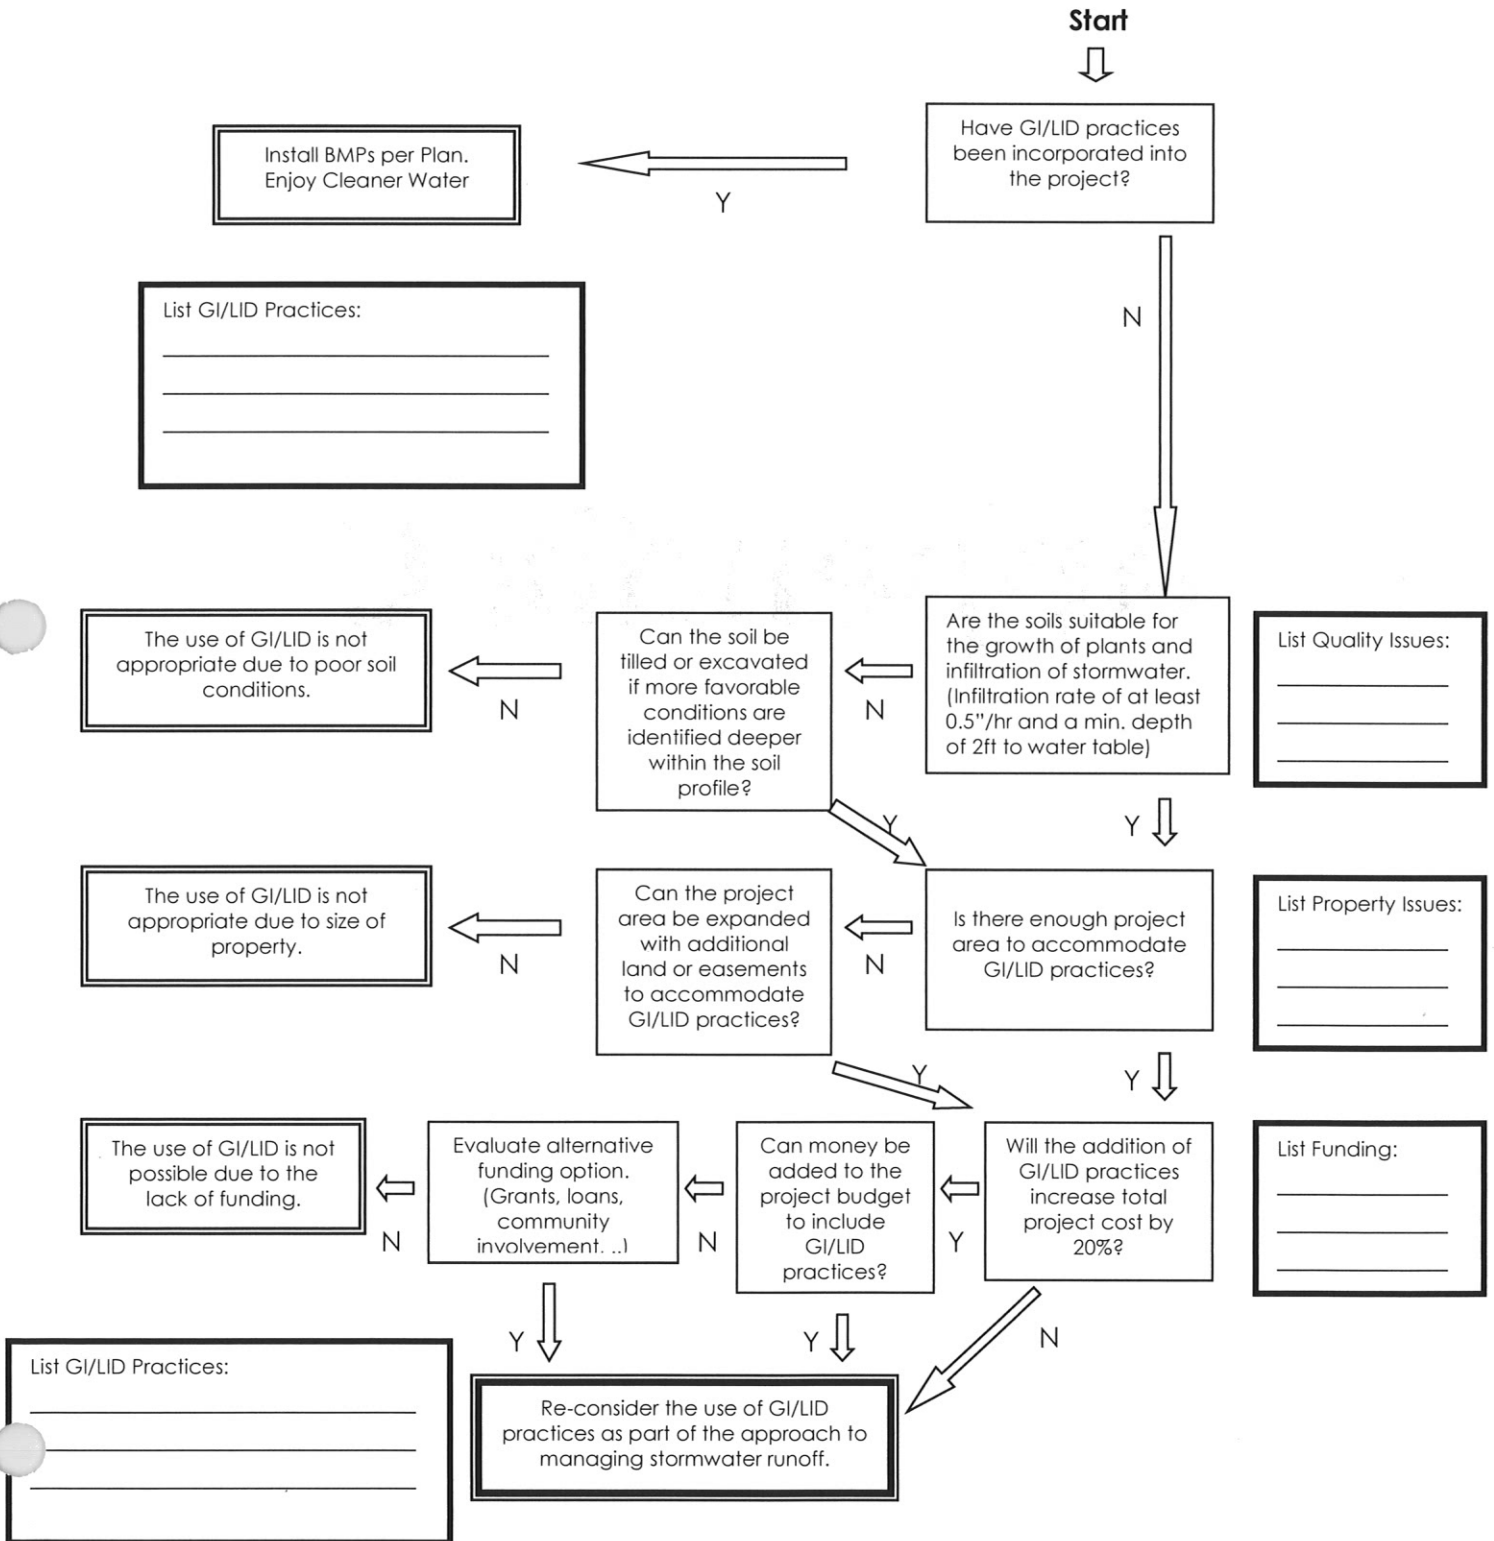 Start
Have GI/LID practices
been incorporated into
the project?
Install BMPs per Plan.
Enjoy Cleaner Water
Y
N
List GI/LID Practices:
Are the soils suitable for
the growth of plants and
infiltration of stormwater.
(Infiltration rate of at least
0.5"/hr and a min. depth
of 2ft to water table)
List Quality Issues:
N
Can the soil be
tilled or excavated
if more favorable
conditions are
identified deeper
within the soil
profile?
N
The use of GI/LID is not
appropriate due to poor soil
conditions.
Y
Y
Is there enough project
area to accommodate
GI/LID practices?
List Property Issues:
N
Can the project
area be expanded
with additional
land or easements
to accommodate
GI/LID practices?
N
The use of GI/LID is not
appropriate due to size of
property.
Y
Y
Will the addition of
GI/LID practices
increase total
project cost by
20%?
List Funding:
Y
Can money be
added to the
project budget
to include
GI/LID
practices?
N
Evaluate alternative
funding option.
(Grants, loans,
community
involvement. ..)
N
The use of GI/LID is not
possible due to the
lack of funding.
Y
Y
N
List GI/LID Practices:
Re-consider the use of GI/LID
practices as part of the approach to
managing stormwater runoff.